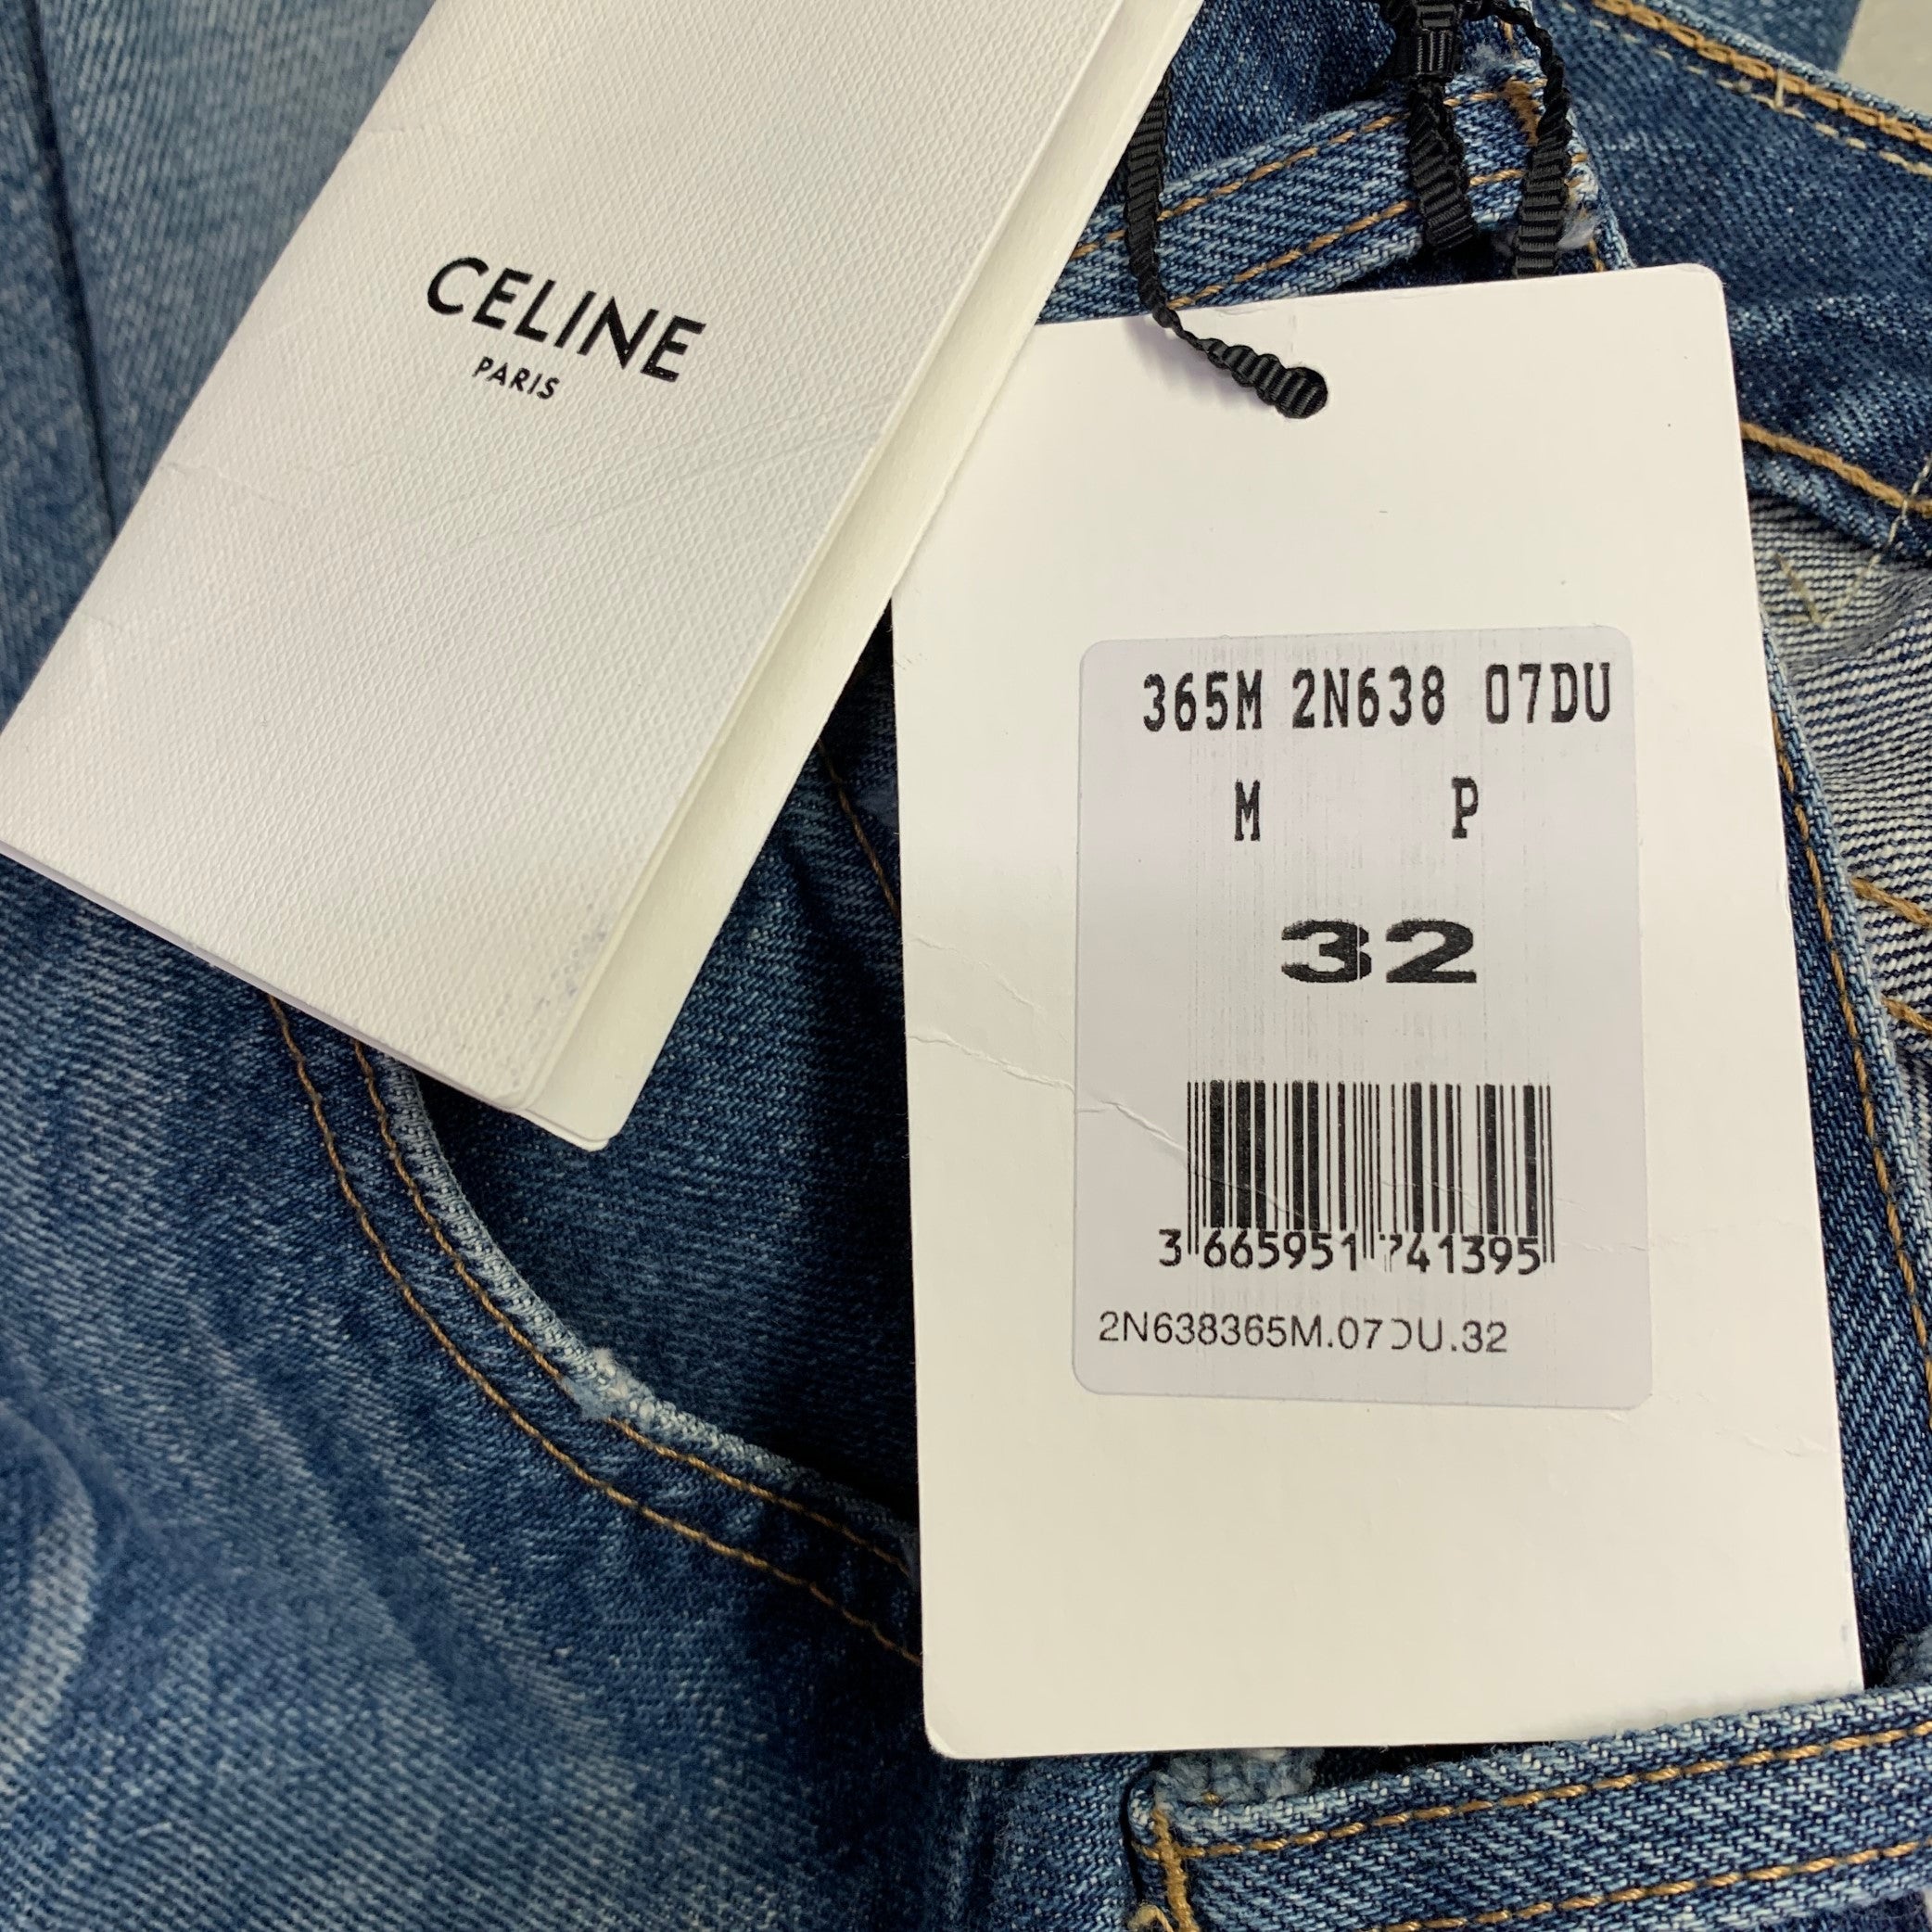 CELINE
PARIS
365M 2N638 07DU
M P
32
3 665951 741395
2N638365M.07DU.32